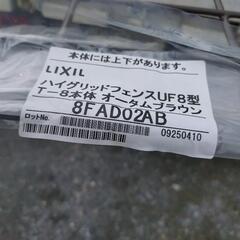 本体には上下があります。
LIXIL
ハイグリッドフェンスUF8型
T－8本体 オータムブラウン
8FAD02AB
ロットNo.
09250410